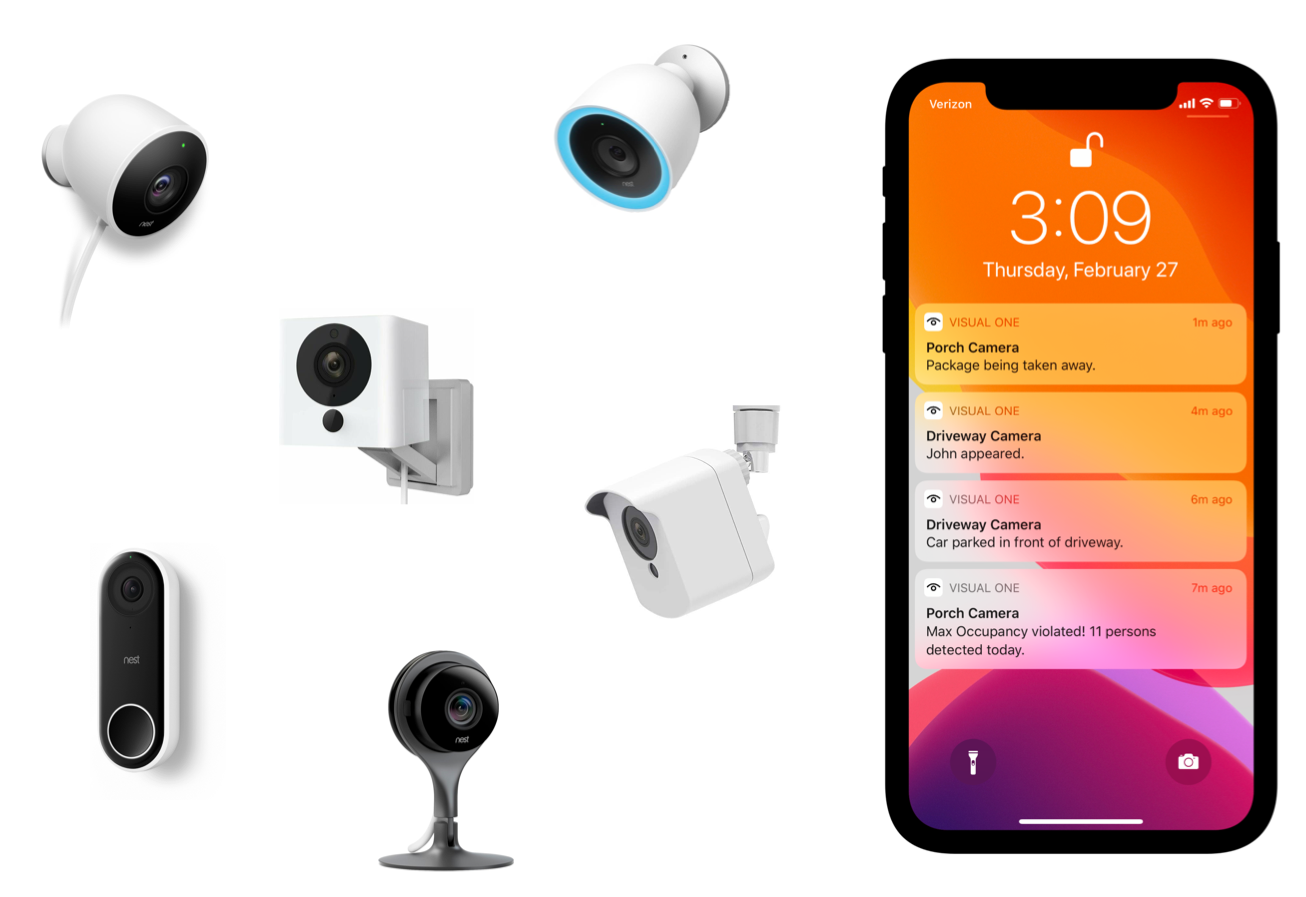 nest
nest
nest
nest
Verizon
3:09
Thursday, February 27
VISUAL ONE 1m ago
Porch Camera
Package being taken away.
VISUAL ONE 4m ago
Driveway Camera
John appeared.
VISUAL ONE 6m ago
Driveway Camera
Car parked in front of driveway.
VISUAL ONE 7m ago
Porch Camera
Max Occupancy violated! 11 persons
detected today.